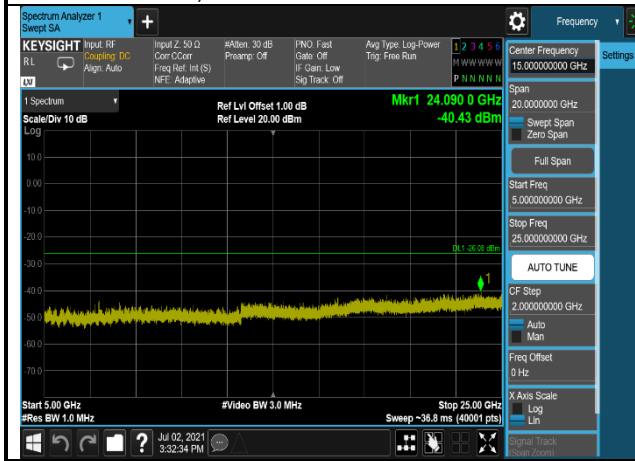 Spectrum Analyzer 1
Swept SA
+
Frequency
KEYSIGHT
RL
LXI
Input: RF
Coupling: DC
Align: Auto
Input Z: 50 Ω
Corr CCorr
Freq Ref: Int (S)
NFE: Adaptive
#Atten: 30 dB
Preamp: Off
PNO: Fast
Gate: Off
IF Gain: Low
Sig Track: Off
Avg Type: Log-Power
Trig: Free Run
1 2 3 4 5 6
M W W W W W
P N N N N N
Settings
Center Frequency
15.000000000 GHz
Span
20.0000000 GHz
Swept Span
Zero Span
Full Span
Start Freq
5.000000000 GHz
Stop Freq
25.000000000 GHz
AUTO TUNE
CF Step
2.000000000 GHz
Auto
Man
Freq Offset
0 Hz
X Axis Scale
Log
Lin
Signal Track
(Span Zoom)
1 Spectrum
Scale/Div 10 dB
Ref Lvl Offset 1.00 dB
Ref Level 20.00 dBm
Mkr1 24.090 0 GHz
-40.43 dBm
Log
10.0
0.00
-10.0
-20.0
DL1 -26.08 dBm
-30.0
-40.0
1
-50.0
-60.0
-70.0
Start 5.00 GHz
#Res BW 1.0 MHz
#Video BW 3.0 MHz
Stop 25.00 GHz
Sweep ~36.8 ms (40001 pts)
?
Jul 02, 2021
3:32:34 PM